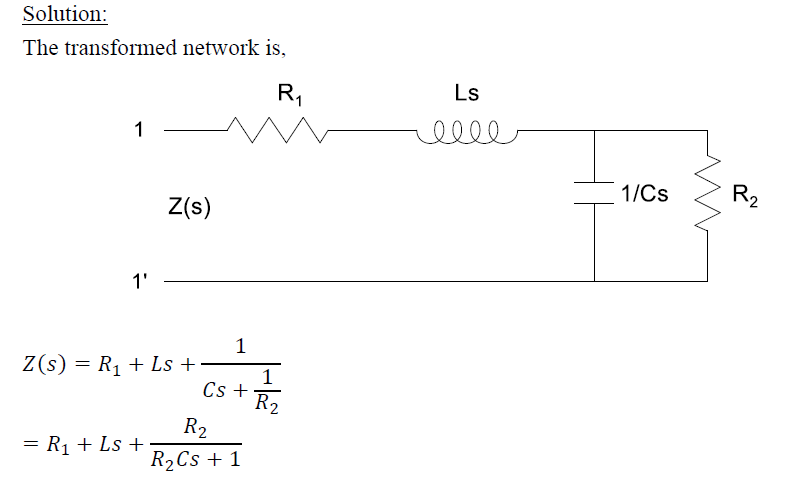 Solution:
The transformed network is,
R₁ Ls
1
1/Cs R₂
Z(s)
1'
Z(s) = R₁ + Ls + 1/(Cs + 1/R₂)
= R₁ + Ls + R₂/(R₂Cs + 1)